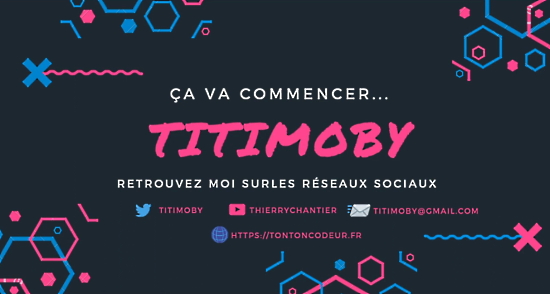 ÇA VA COMMENCER...
TITIMOBY
RETROUVEZ MOI SURLES RÉSEAUX SOCIAUX
TITIMOBY THIERRYCHANTIER TITIMOBY@GMAIL.COM
HTTPS://TONTONCODEUR.FR